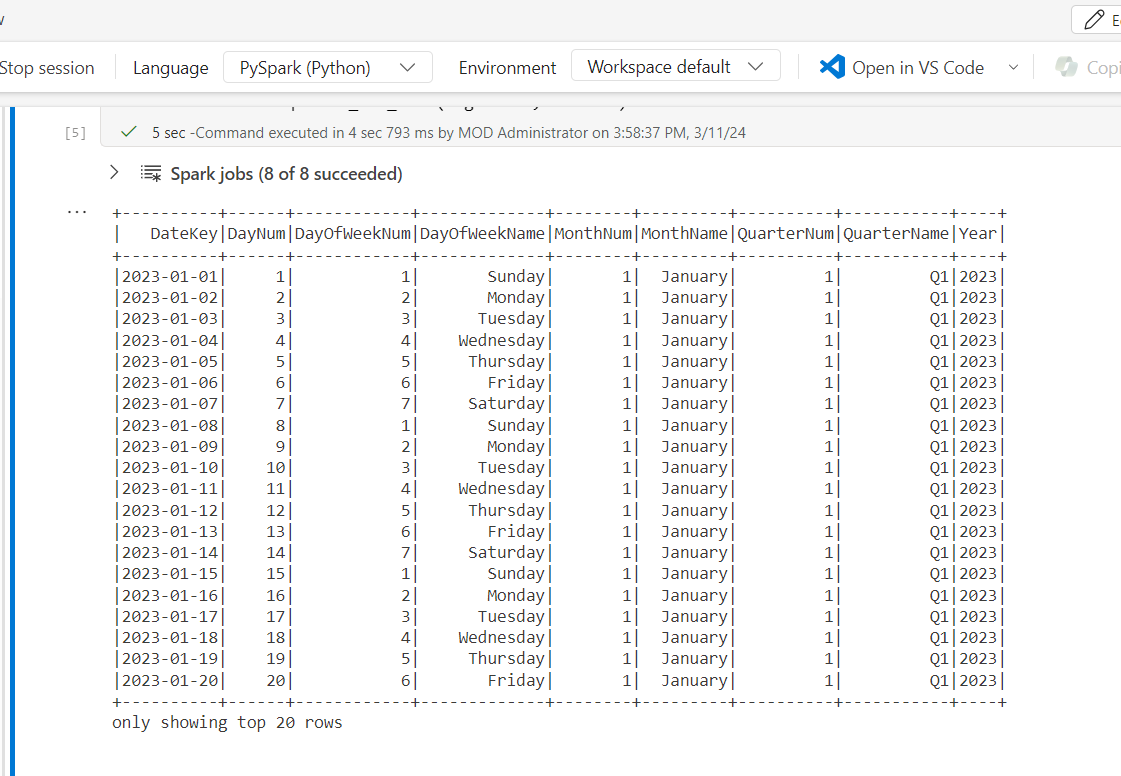 Stop session
Language
PySpark (Python)
Environment
Workspace default
Open in VS Code
[5]
5 sec -Command executed in 4 sec 793 ms by MOD Administrator on 3:58:37 PM, 3/11/24
Spark jobs (8 of 8 succeeded)
...
+----------+------+------------+-------------+--------+---------+----------+-----------+----+
|   DateKey|DayNum|DayOfWeekNum|DayOfWeekName|MonthNum|MonthName|QuarterNum|QuarterName|Year|
+----------+------+------------+-------------+--------+---------+----------+-----------+----+
|2023-01-01|     1|           1|       Sunday|       1|  January|         1|         Q1|2023|
|2023-01-02|     2|           2|       Monday|       1|  January|         1|         Q1|2023|
|2023-01-03|     3|           3|      Tuesday|       1|  January|         1|         Q1|2023|
|2023-01-04|     4|           4|    Wednesday|       1|  January|         1|         Q1|2023|
|2023-01-05|     5|           5|     Thursday|       1|  January|         1|         Q1|2023|
|2023-01-06|     6|           6|       Friday|       1|  January|         1|         Q1|2023|
|2023-01-07|     7|           7|     Saturday|       1|  January|         1|         Q1|2023|
|2023-01-08|     8|           1|       Sunday|       1|  January|         1|         Q1|2023|
|2023-01-09|     9|           2|       Monday|       1|  January|         1|         Q1|2023|
|2023-01-10|    10|           3|      Tuesday|       1|  January|         1|         Q1|2023|
|2023-01-11|    11|           4|    Wednesday|       1|  January|         1|         Q1|2023|
|2023-01-12|    12|           5|     Thursday|       1|  January|         1|         Q1|2023|
|2023-01-13|    13|           6|       Friday|       1|  January|         1|         Q1|2023|
|2023-01-14|    14|           7|     Saturday|       1|  January|         1|         Q1|2023|
|2023-01-15|    15|           1|       Sunday|       1|  January|         1|         Q1|2023|
|2023-01-16|    16|           2|       Monday|       1|  January|         1|         Q1|2023|
|2023-01-17|    17|           3|      Tuesday|       1|  January|         1|         Q1|2023|
|2023-01-18|    18|           4|    Wednesday|       1|  January|         1|         Q1|2023|
|2023-01-19|    19|           5|     Thursday|       1|  January|         1|         Q1|2023|
|2023-01-20|    20|           6|       Friday|       1|  January|         1|         Q1|2023|
+----------+------+------------+-------------+--------+---------+----------+-----------+----+
only showing top 20 rows